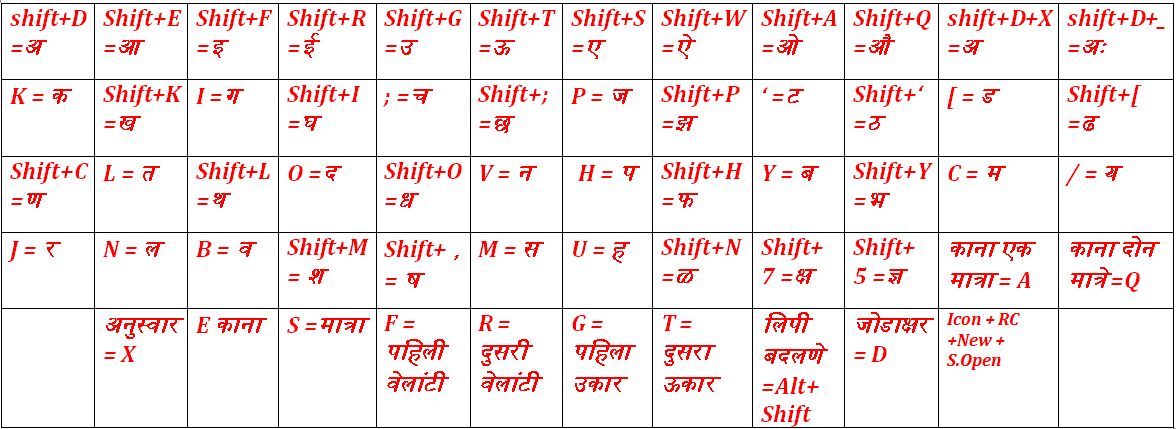 shift+D =अ
Shift+E =आ
Shift+F =इ
Shift+R =ई
Shift+G =उ
Shift+T =ऊ
Shift+S =ए
Shift+W =ऐ
Shift+A =ओ
Shift+Q =औ
shift+D+X =अ
shift+D+_ =अः
K = क
Shift+K =ख
I = ग
Shift+I =घ
; =च
Shift+; =छ
P = ज
Shift+P =झ
‘ =ट
Shift+‘ =ठ
[ = ड
Shift+[ =ढ
Shift+C =ण
L = त
Shift+L =थ
O =द
Shift+O =ध
V = न
H = प
Shift+H =फ
Y = ब
Shift+Y =भ
C = म
/ = य
J = र
N = ल
B = व
Shift+M = श
Shift+ , = ष
M = स
U = ह
Shift+N =ळ
Shift+ 7 =क्ष
Shift+ 5 =ज्ञ
काना एक मात्रा = A
काना दोन मात्रे=Q
अनुस्वार = X
E काना
S =मात्रा
F = पहिली वेलांटी
R = दुसरी वेलांटी
G = पहिला उकार
T = दुसरा ऊकार
लिपी बदलणे =Alt+ Shift
जोडाक्षर = D
Icon + RC +New + S.Open